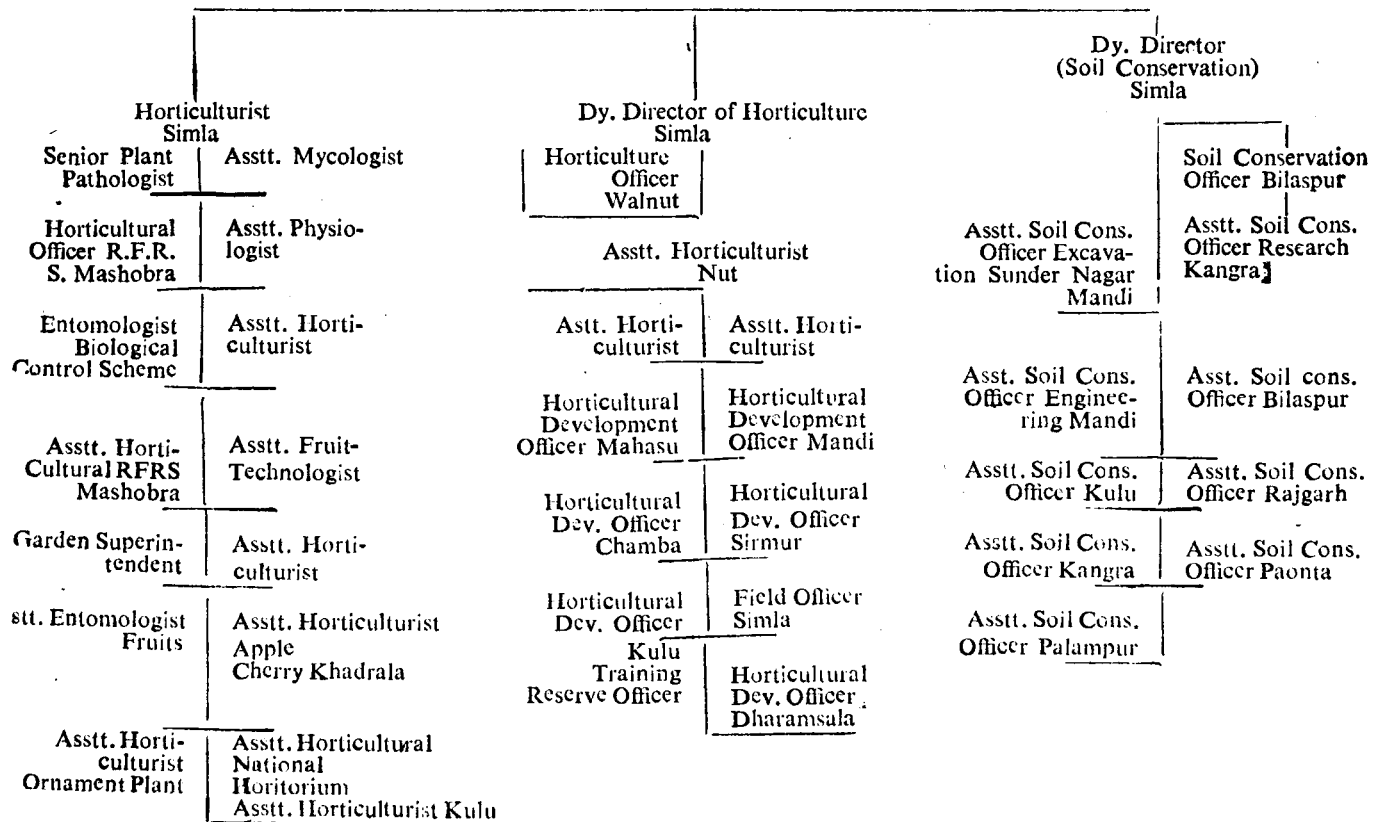 Horticulturist
Simla
Senior Plant
Pathologist
Asstt. Mycologist
Horticultural
Officer R.F.R.
S. Mashobra
Asstt. Physio-
logist
Entomologist
Biological
Control Scheme
Asstt. Horti-
culturist
Asstt. Horti-
Cultural RFRS
Mashobra
Asstt. Fruit-
Technologist
Garden Superin-
tendent
Asstt. Horti-
culturist
stt. Entomologist
Fruits
Asstt. Horticulturist
Apple
Cherry Khadrala
Asstt. Horti-
culturist
Ornament Plant
Asstt. Horticultural
National
Horitorium
Asstt. Horticulturist Kulu
Dy. Director of Horticulture
Simla
Horticulture
Officer
Walnut
Asstt. Horticulturist
Nut
Astt. Horti-
culturist
Asstt. Horti-
culturist
Horticultural
Development
Officer Mahasu
Horticultural
Development
Officer Mandi
Horticultural
Dev. Officer
Chamba
Horticultural
Dev. Officer
Sirmur
Horticultural
Dev. Officer
Kulu
Training
Reserve Officer
Field Officer
Simla
Horticultural
Dev. Officer
Dharamsala
Dy. Director
(Soil Conservation)
Simla
Soil Conservation
Officer Bilaspur
Asstt. Soil Cons.
Officer Excava-
tion Sunder Nagar
Mandi
Asstt. Soil Cons.
Officer Research
Kangra
Asst. Soil Cons.
Officer Enginee-
ring Mandi
Asst. Soil cons.
Officer Bilaspur
Asstt. Soil Cons.
Officer Kulu
Asstt. Soil Cons.
Officer Rajgarh
Asstt. Soil Cons.
Officer Kangra
Asstt. Soil Cons.
Officer Paonta
Asstt. Soil Cons.
Officer Palampur